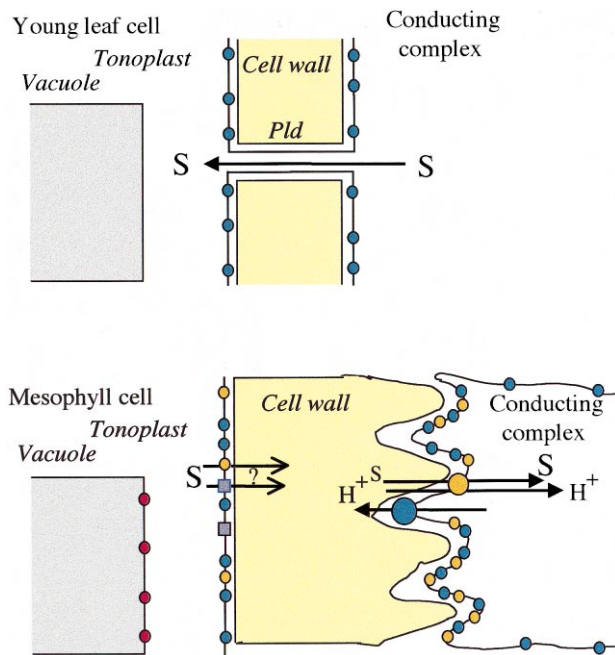 Young leaf cell
Tonoplast
Vacuole
Conducting
complex
Cell wall
Pld
S
S
Mesophyll cell
Tonoplast
Vacuole
Cell wall
Conducting
complex
S
?
H+
S
S
H+